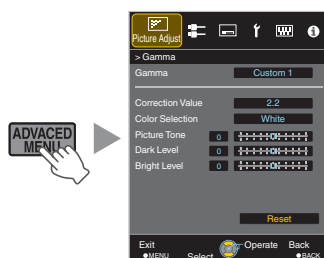 ADVACED
MENU
Picture Adjust
> Gamma
Gamma Custom 1
Correction Value 2.2
Color Selection White
Picture Tone 0
Dark Level 0
Bright Level 0
Reset
Exit Operate Back
●MENU Select ●BACK